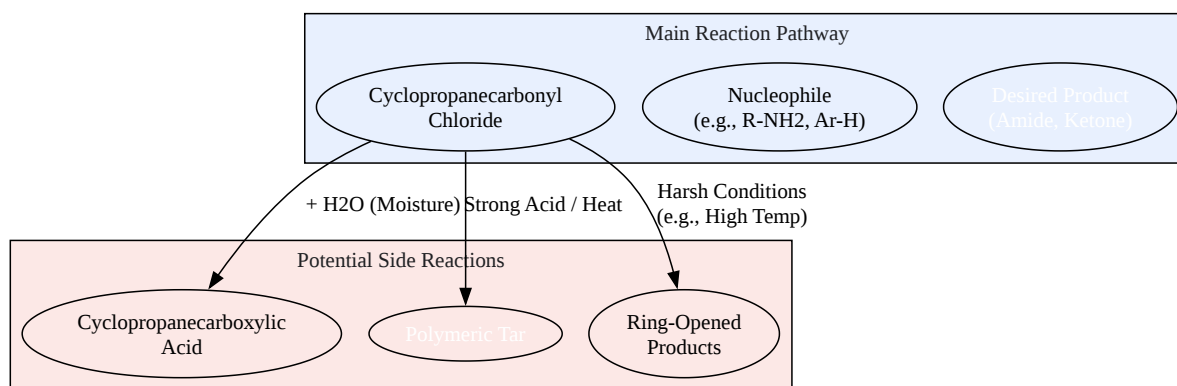 Main Reaction Pathway
Cyclopropanecarbonyl
Chloride
Nucleophile
(e.g., R-NH2, Ar-H)
Desired Product
(Amide, Ketone)
+ H2O (Moisture)
Strong Acid / Heat
Harsh Conditions
(e.g., High Temp)
Potential Side Reactions
Cyclopropanecarboxylic
Acid
Polymeric Tar
Ring-Opened
Products